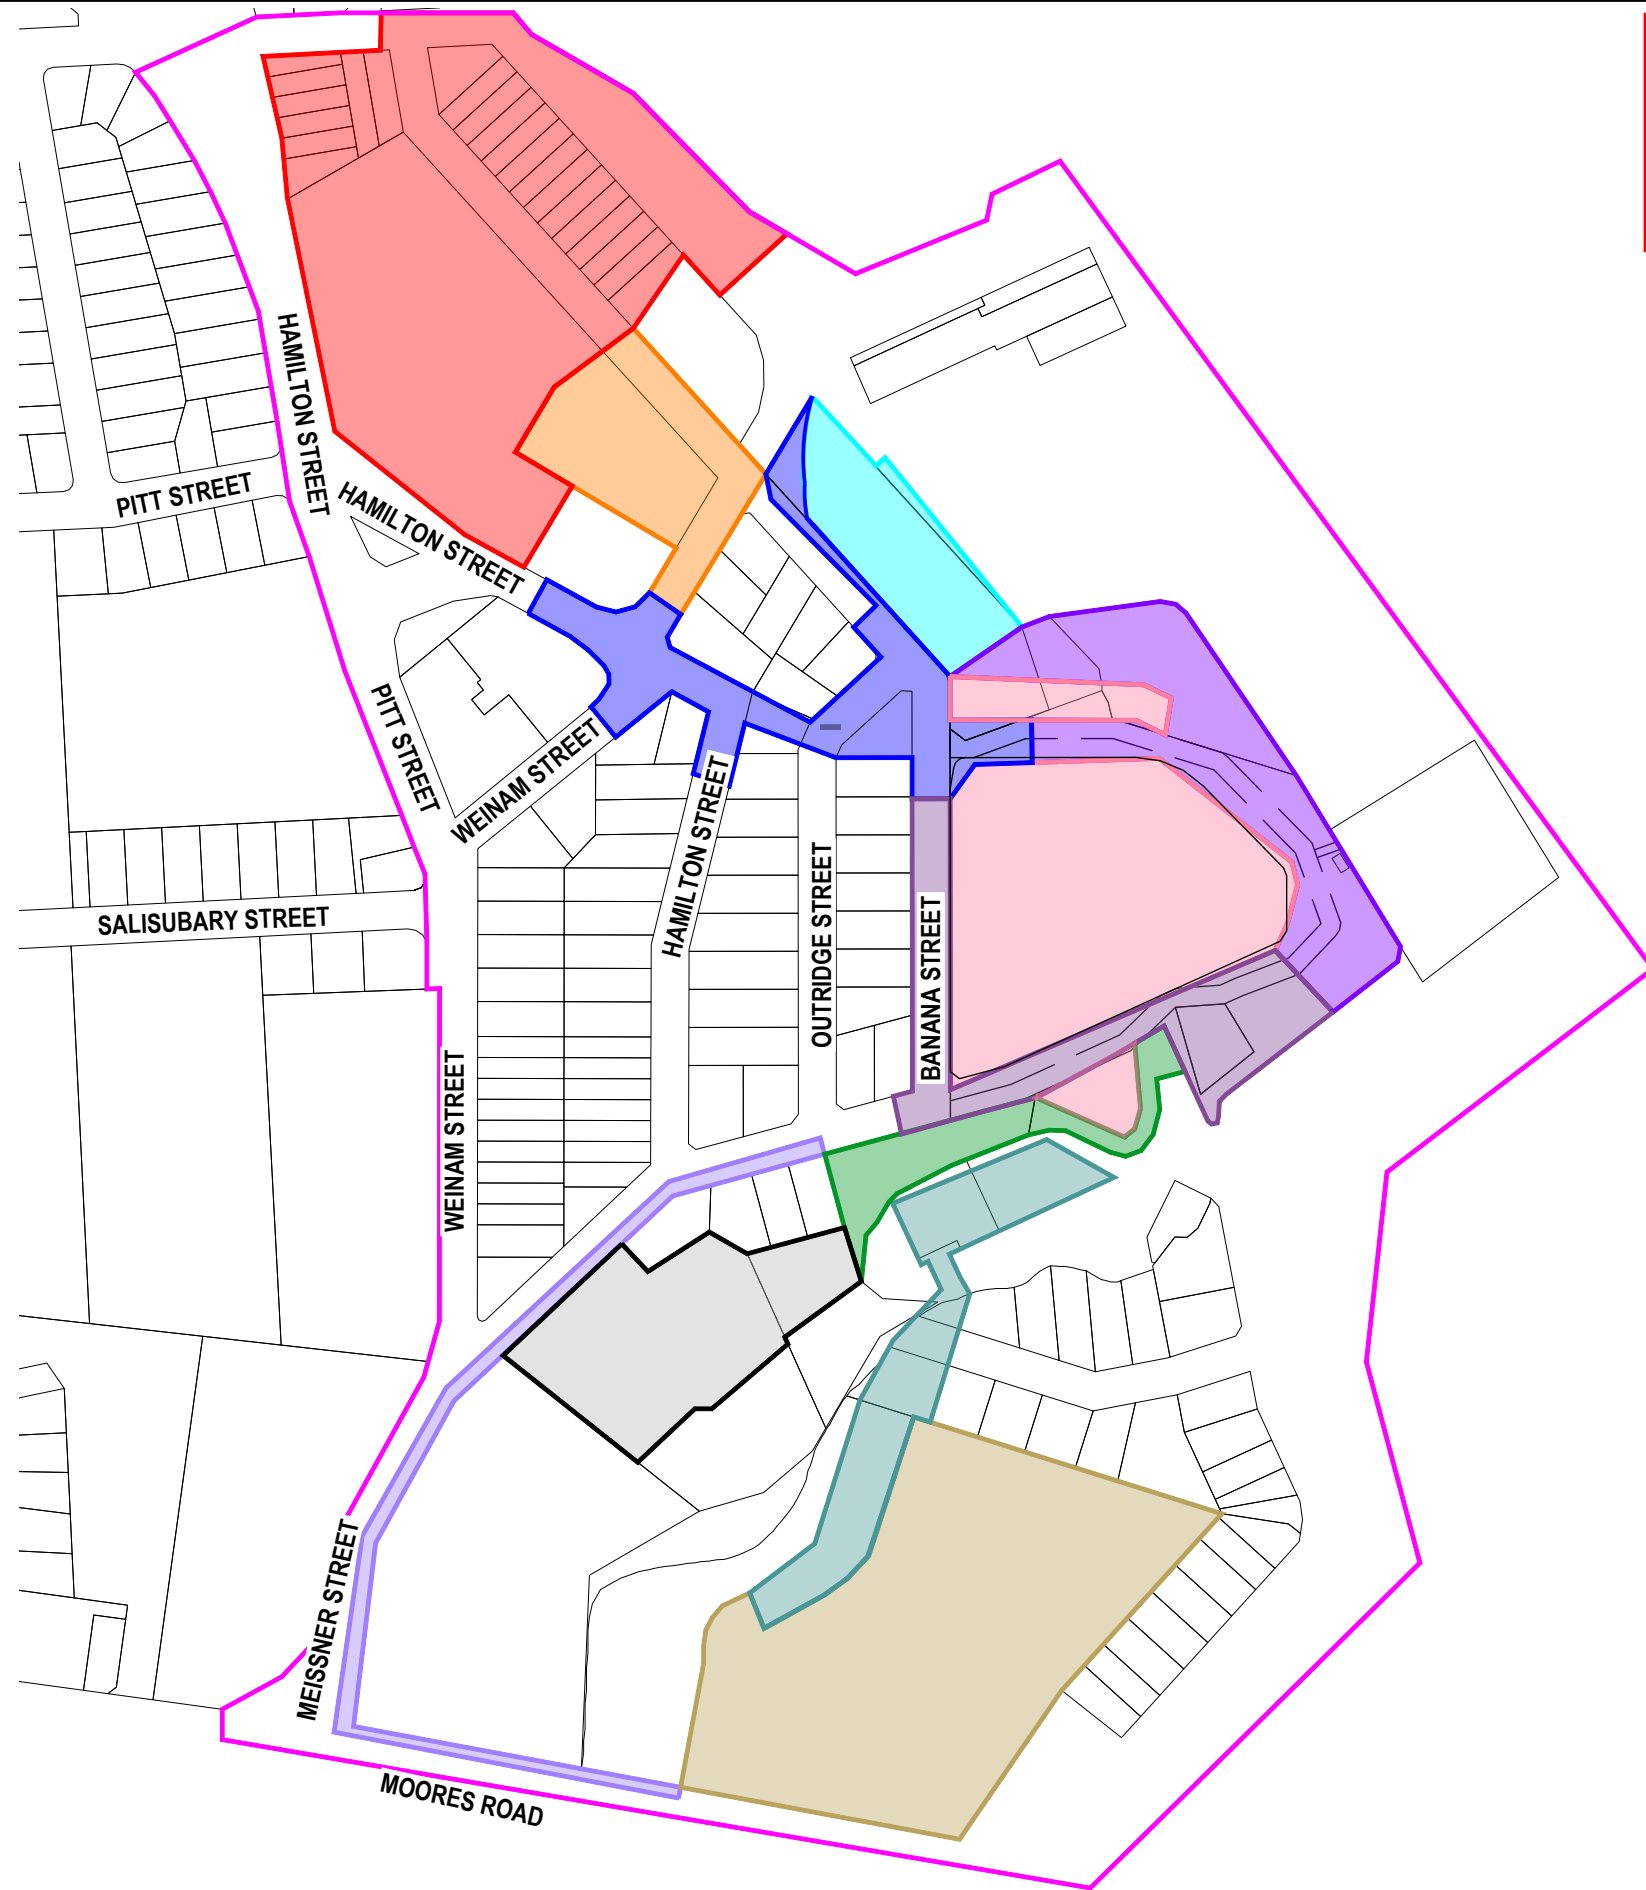 HAMILTON STREET
PITT STREET
HAMILTON STREET
PITT STREET
WEINAM STREET
HAMILTON STREET
SALISUBARY STREET
OUTRIDGE STREET
BANANA STREET
WEINAM STREET
MEISSNER STREET
MOORES ROAD